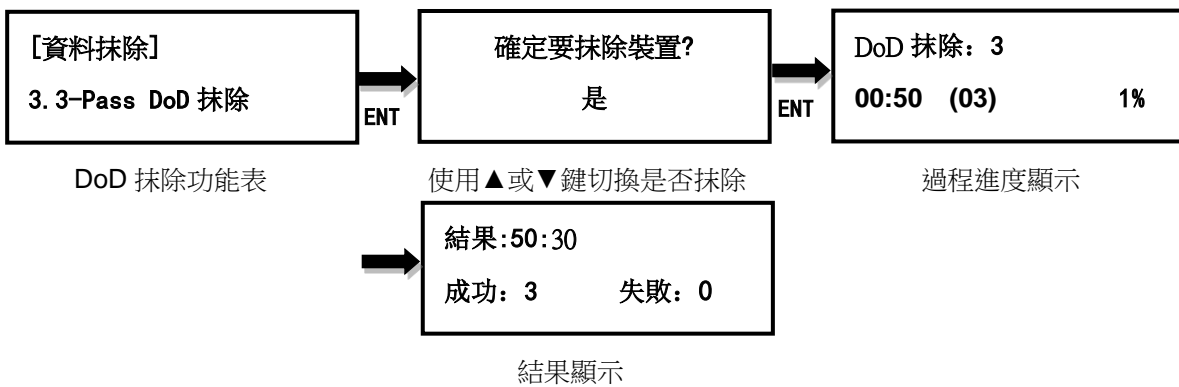 [資料抹除]
3.3-Pass DoD 抹除
ENT
確定要抹除裝置?
是
ENT
DoD 抹除：3
00:50 (03) 1%
DoD 抹除功能表
使用▲或▼鍵切換是否抹除
過程進度顯示
結果:50:30
成功：3 失敗：0
結果顯示